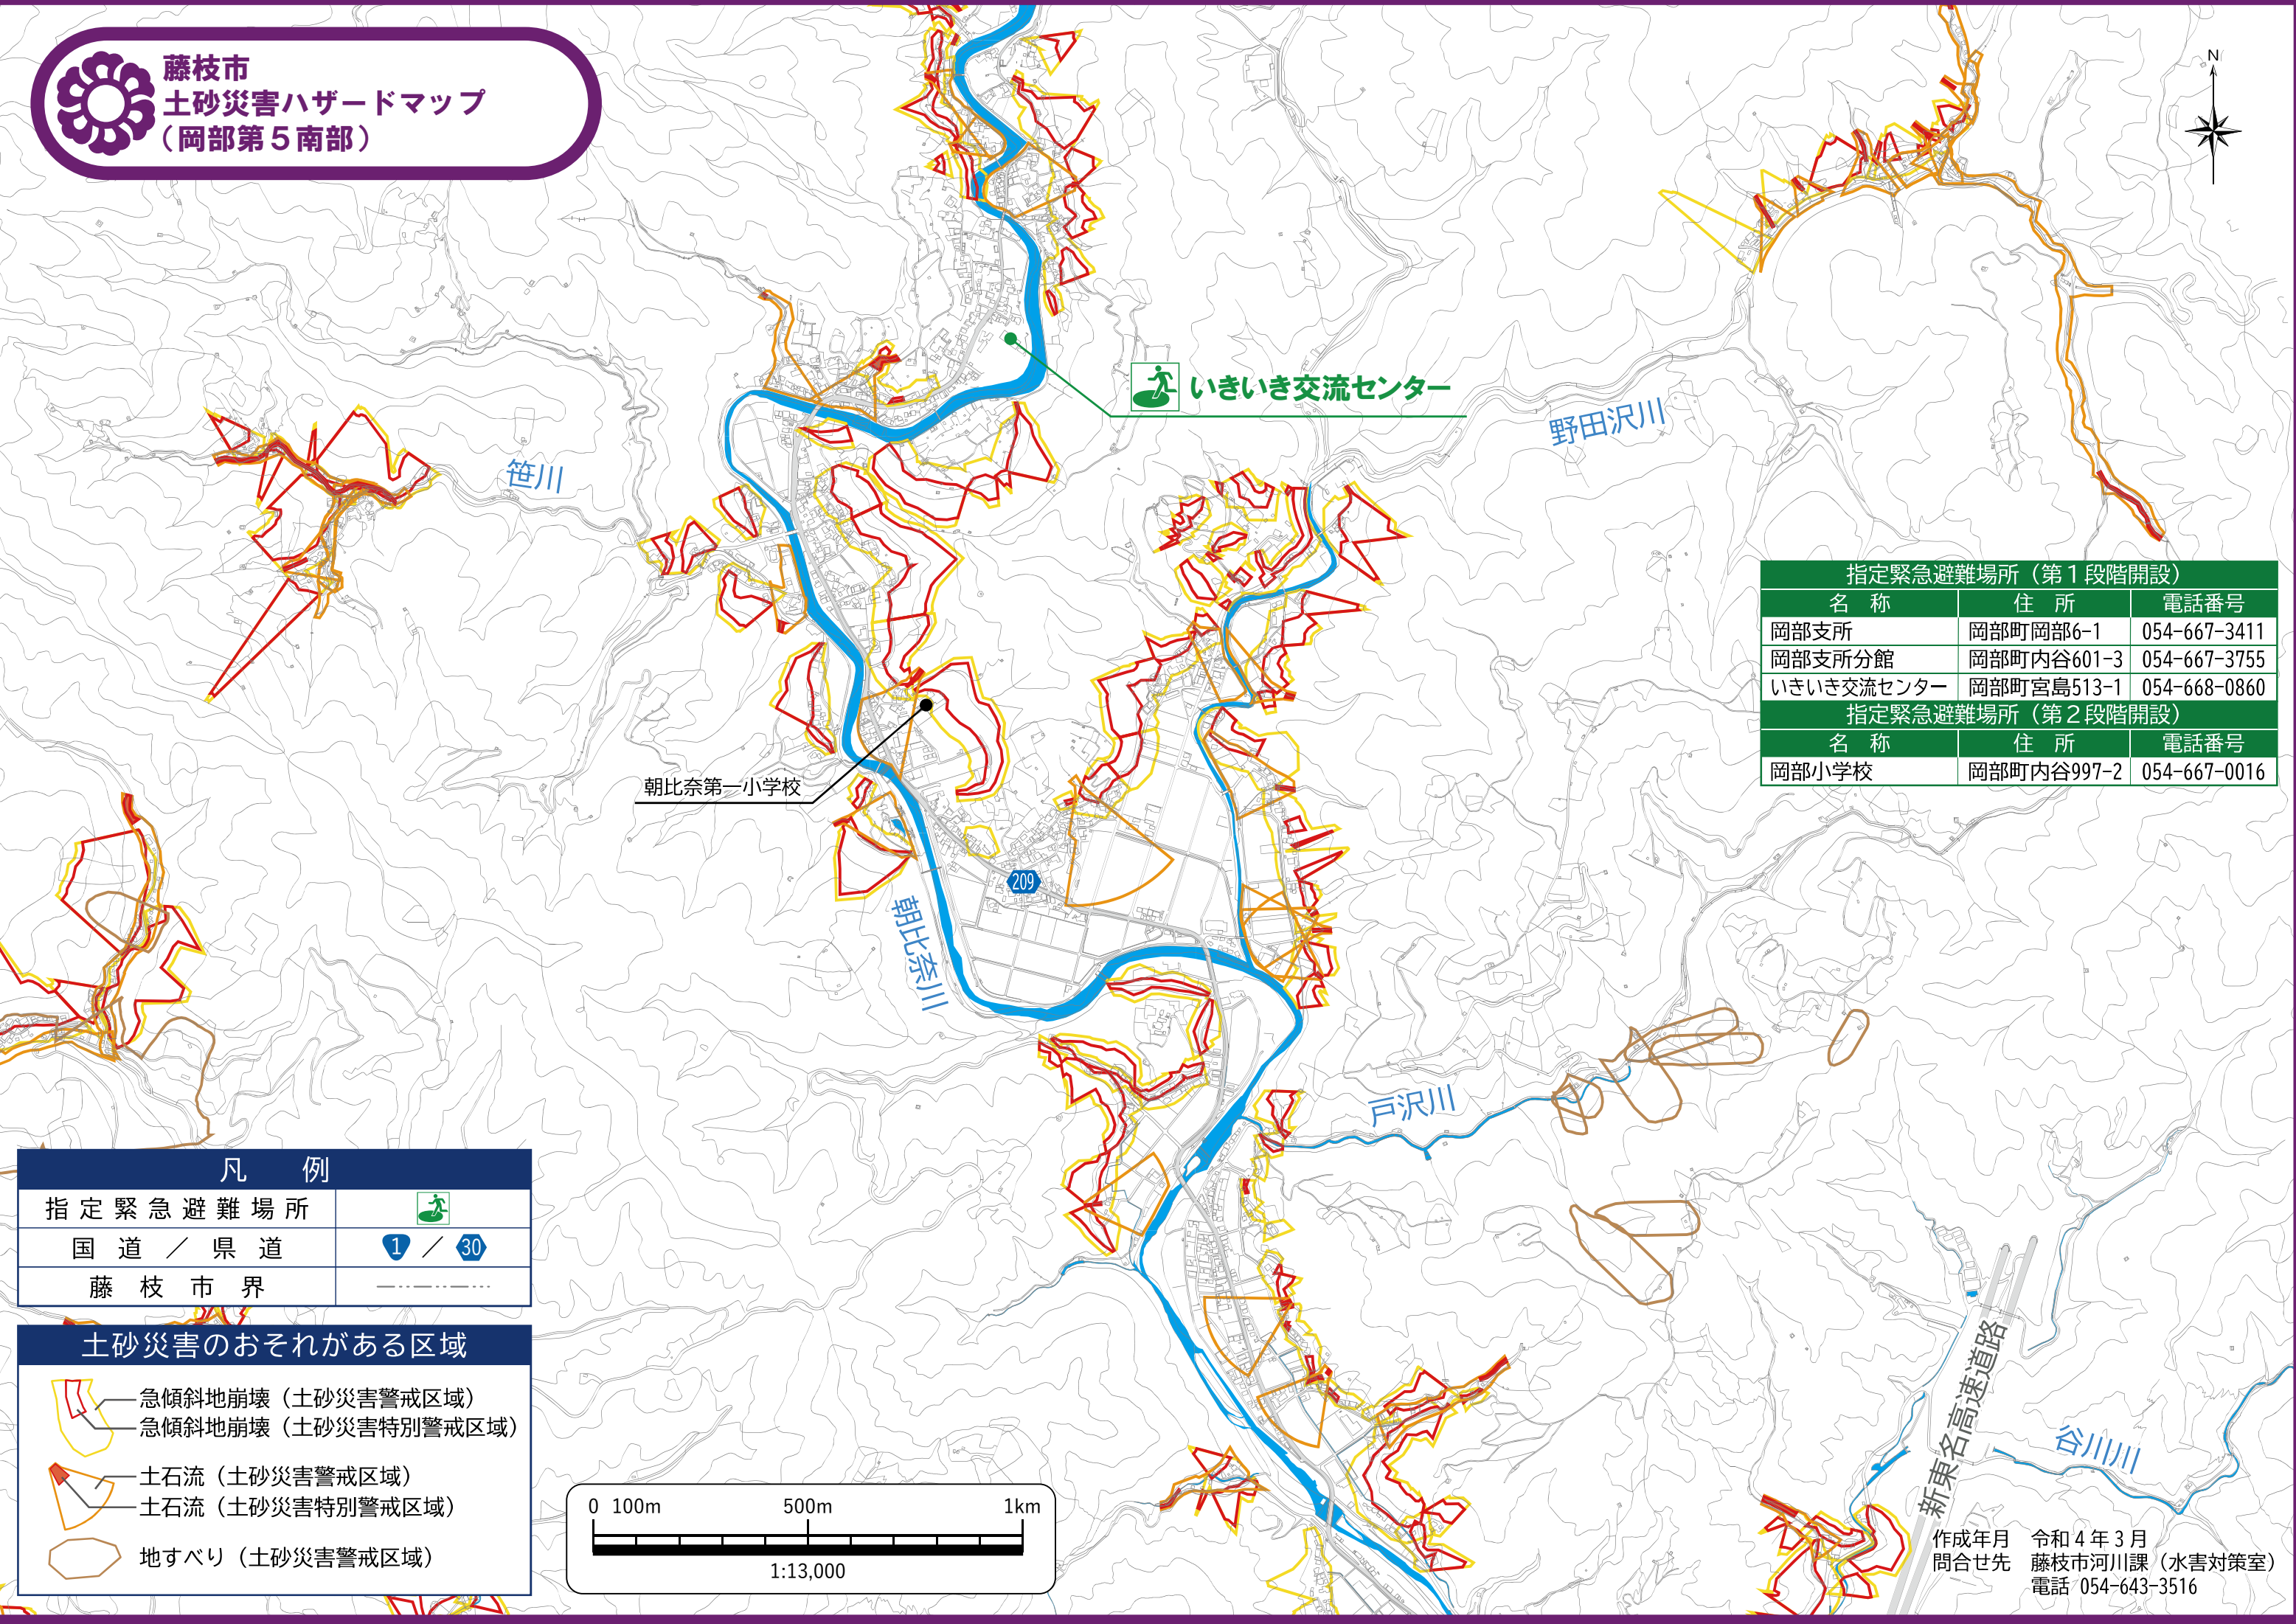 藤枝市
土砂災害ハザードマップ
（岡部第５南部）
N
いきいき交流センター
野田沢川
笹川
指定緊急避難場所（第１段階開設）
名　称　住　所　電話番号
岡部支所　岡部町岡部6-1　054-667-3411
岡部支所分館　岡部町内谷601-3　054-667-3755
いきいき交流センター　岡部町宮島513-1　054-668-0860
指定緊急避難場所（第２段階開設）
名　称　住　所　電話番号
岡部小学校　岡部町内谷997-2　054-667-0016
朝比奈第一小学校
209
朝比奈川
戸沢川
凡　例
指定緊急避難場所
国道／県道　1／30
藤枝市界
土砂災害のおそれがある区域
急傾斜地崩壊（土砂災害警戒区域）
急傾斜地崩壊（土砂災害特別警戒区域）
土石流（土砂災害警戒区域）
土石流（土砂災害特別警戒区域）
地すべり（土砂災害警戒区域）
0　100m　500m　1km
1:13,000
新東名高速道路
谷川川
作成年月　令和４年３月
問合せ先　藤枝市河川課（水害対策室）
電話 054-643-3516